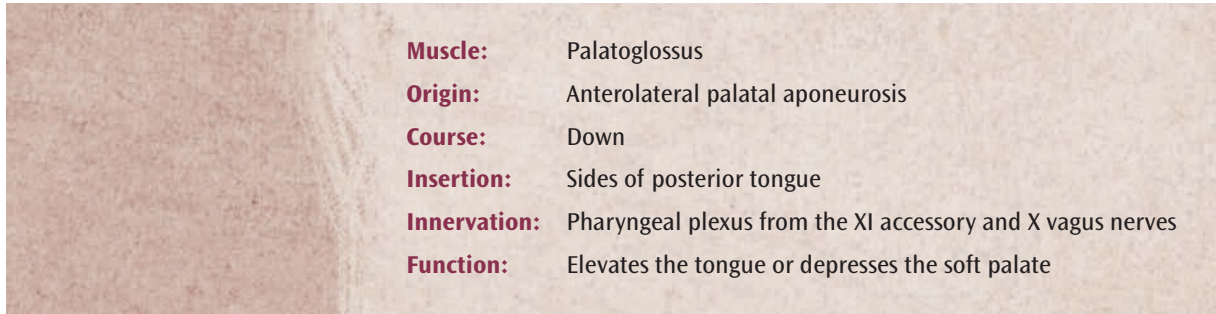 Muscle: Palatoglossus
Origin: Anterolateral palatal aponeurosis
Course: Down
Insertion: Sides of posterior tongue
Innervation: Pharyngeal plexus from the XI accessory and X vagus nerves
Function: Elevates the tongue or depresses the soft palate